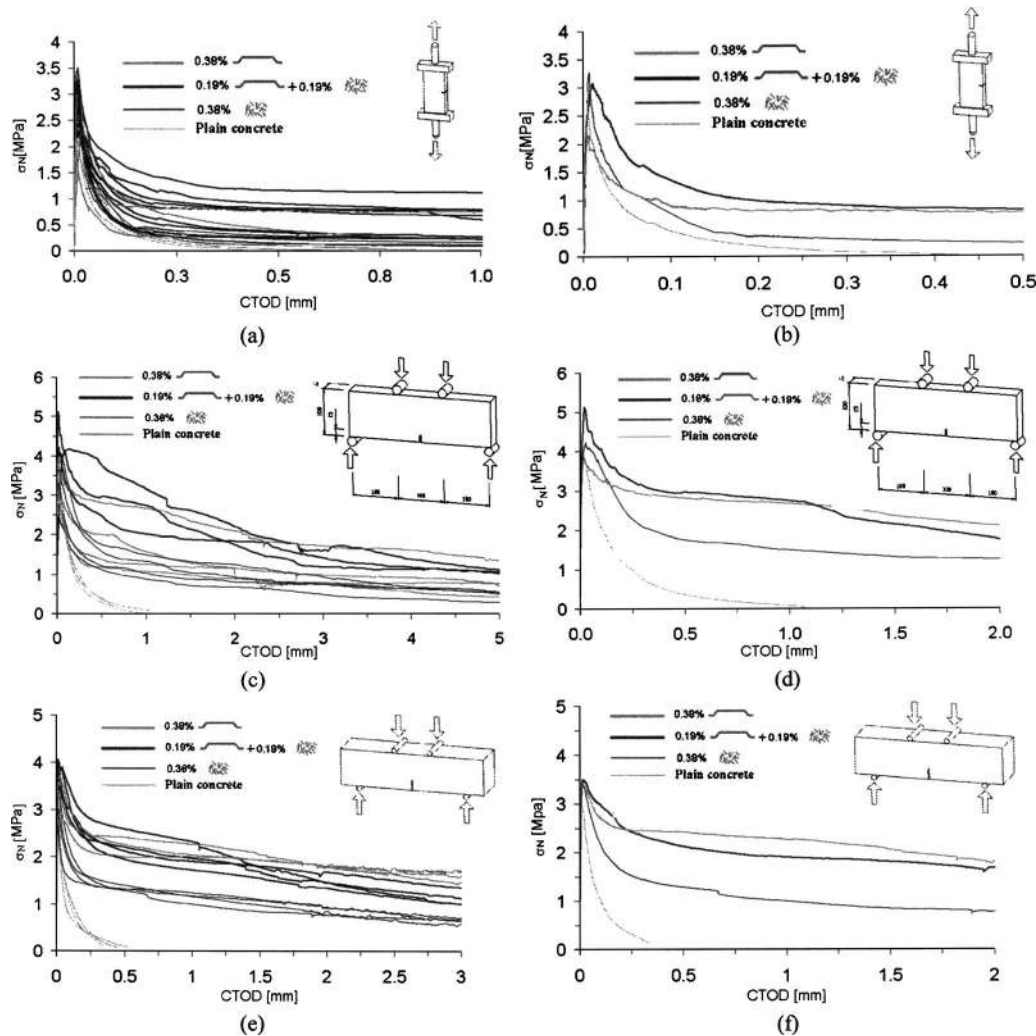 (a)
4
3.5
3
2.5
2
1.5
1
0.5
0
σN[MPa]
0.38%
0.19% +0.19%
0.38%
Plain concrete
0.0 0.3 0.5 0.8 1.0
CTOD [mm]
(a)
(b)
4
3.5
3
2.5
2
1.5
1
0.5
0
σN [MPa]
0.38%
0.19% +0.19%
0.38%
Plain concrete
0.0 0.1 0.2 0.3 0.4 0.5
CTOD [mm]
(b)
6
5
4
3
2
1
0
σN [MPa]
0.38%
0.19% +0.19%
0.38%
Plain concrete
0 1 2 3 4 5
CTOD [mm]
(c)
6
5
4
3
2
1
0
σN [MPa]
0.38%
0.19% +0.19%
0.38%
Plain concrete
0.0 0.5 1.0 1.5 2.0
CTOD [mm]
(d)
5
4
3
2
1
0
σN [MPa]
0.38%
0.19% +0.19%
0.38%
Plain concrete
0 0.5 1 2 2 3 3
CTOD [mm]
(e)
5
4
3
2
1
0
σN [Mpa]
0.38%
0.19% +0.19%
0.38%
Plain concrete
0 0.5 1 2 2
CTOD [mm]
(f)